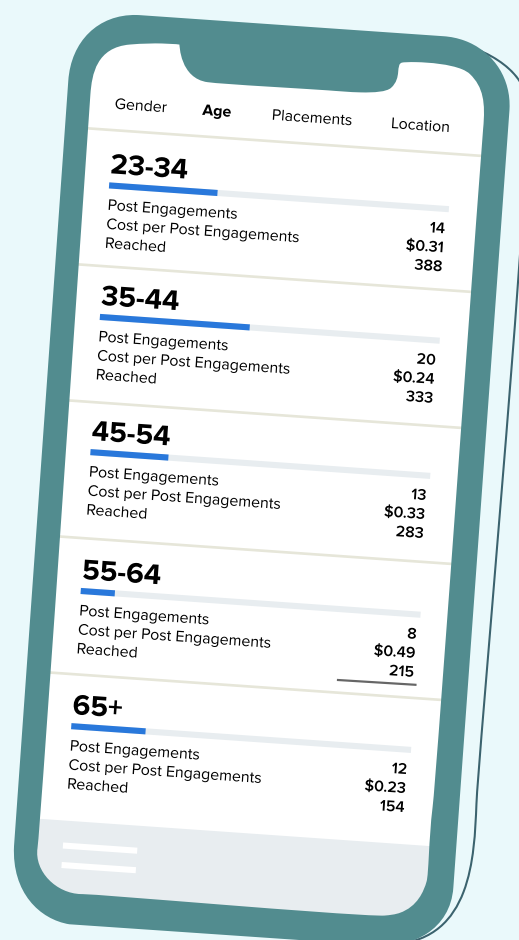 Gender Age Placements Location
23-34
Post Engagements 14
Cost per Post Engagements $0.31
Reached 388
35-44
Post Engagements 20
Cost per Post Engagements $0.24
Reached 333
45-54
Post Engagements 13
Cost per Post Engagements $0.33
Reached 283
55-64
Post Engagements 8
Cost per Post Engagements $0.49
Reached 215
65+
Post Engagements 12
Cost per Post Engagements $0.23
Reached 154